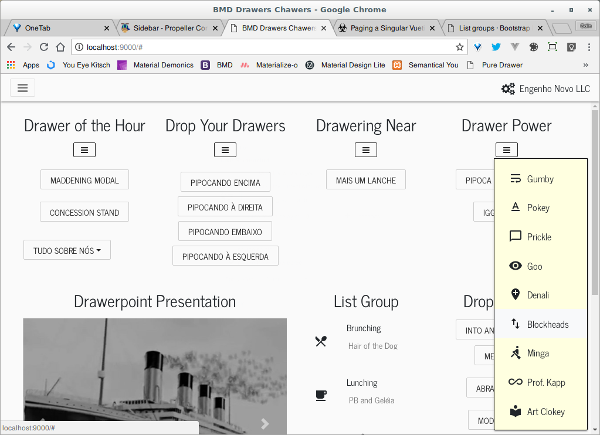 BMD Drawers Chawers - Google Chrome
OneTab
Sidebar - Propeller Co
BMD Drawers Chawers
Paging a Singular Vuet
List groups · Bootstrap
localhost:9000/#
Apps You Eye Kitsch Material Demonics BMD Materialize-o Material Design Lite Semantical You Pure Drawer
Engenho Novo LLC
Drawer of the Hour
MADDENING MODAL
CONCESSION STAND
TUDO SOBRE NÓS
Drop Your Drawers
PIPOCANDO ENCIMA
PIPOCANDO À DIREITA
PIPOCANDO EMBAIXO
PIPOCANDO À ESQUERDA
Drawering Near
MAIS UM LANCHE
Drawer Power
PIPOCA
IGG
Gumby
Pokey
Prickle
Goo
Denali
Blockheads
Minga
Prof. Kapp
Art Clokey
Drawerpoint Presentation
List Group
Brunching
Hair of the Dog
Lunching
PB and Geléia
Drop
INTO AN
ME
ABRA
MOD
localhost:9000/#